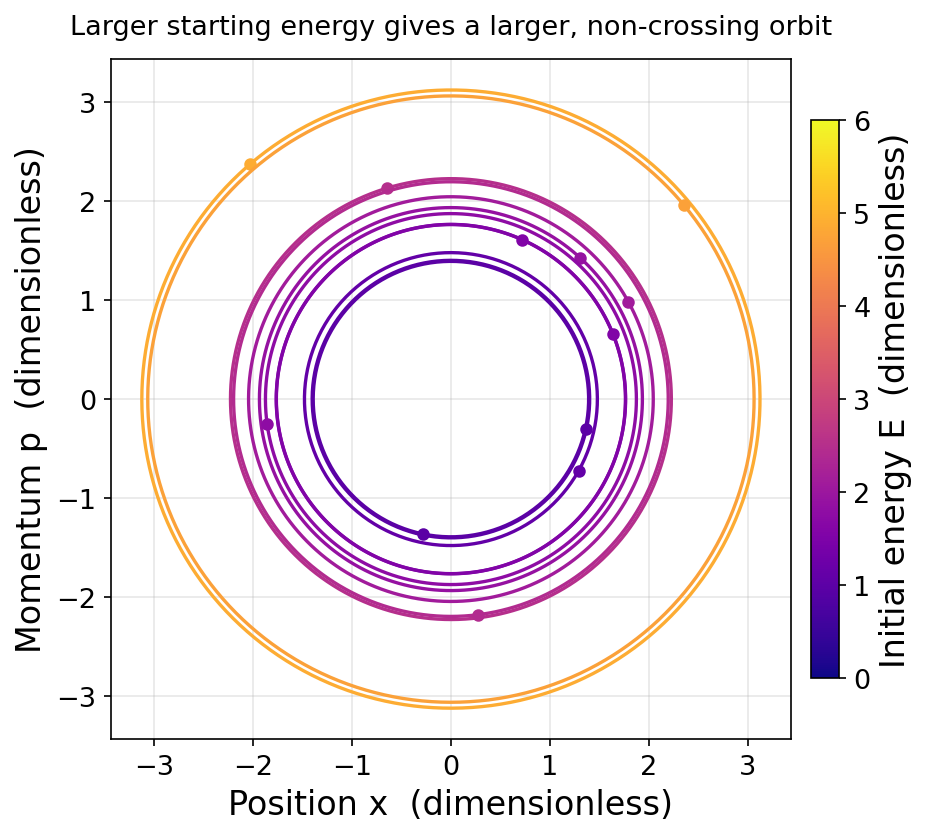 Larger starting energy gives a larger, non-crossing orbit
3
2
1
0
−1
−2
−3
Momentum p (dimensionless)
−3 −2 −1 0 1 2 3
Position x (dimensionless)
6
5
4
3
2
1
0
Initial energy E (dimensionless)